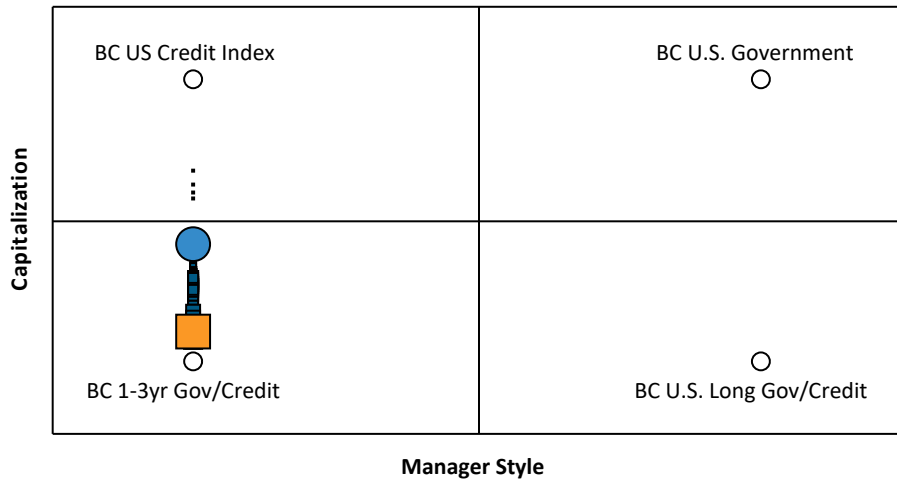 BC US Credit Index
BC U.S. Government
Capitalization
BC 1-3yr Gov/Credit
BC U.S. Long Gov/Credit
Manager Style